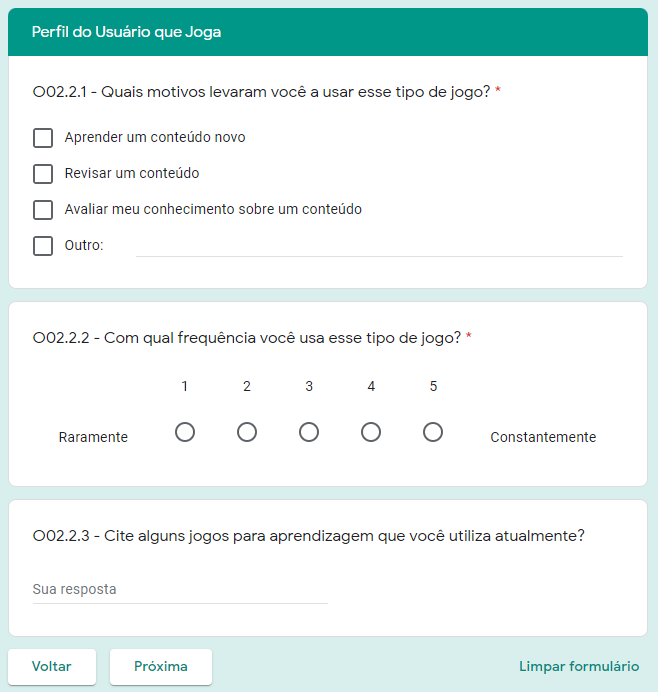 Perfil do Usuário que Joga
O02.2.1 - Quais motivos levaram você a usar esse tipo de jogo? *
Aprender um conteúdo novo
Revisar um conteúdo
Avaliar meu conhecimento sobre um conteúdo
Outro:
O02.2.2 - Com qual frequência você usa esse tipo de jogo? *
1 2 3 4 5
Raramente Constantemente
O02.2.3 - Cite alguns jogos para aprendizagem que você utiliza atualmente?
Sua resposta
Voltar Próxima Limpar formulário